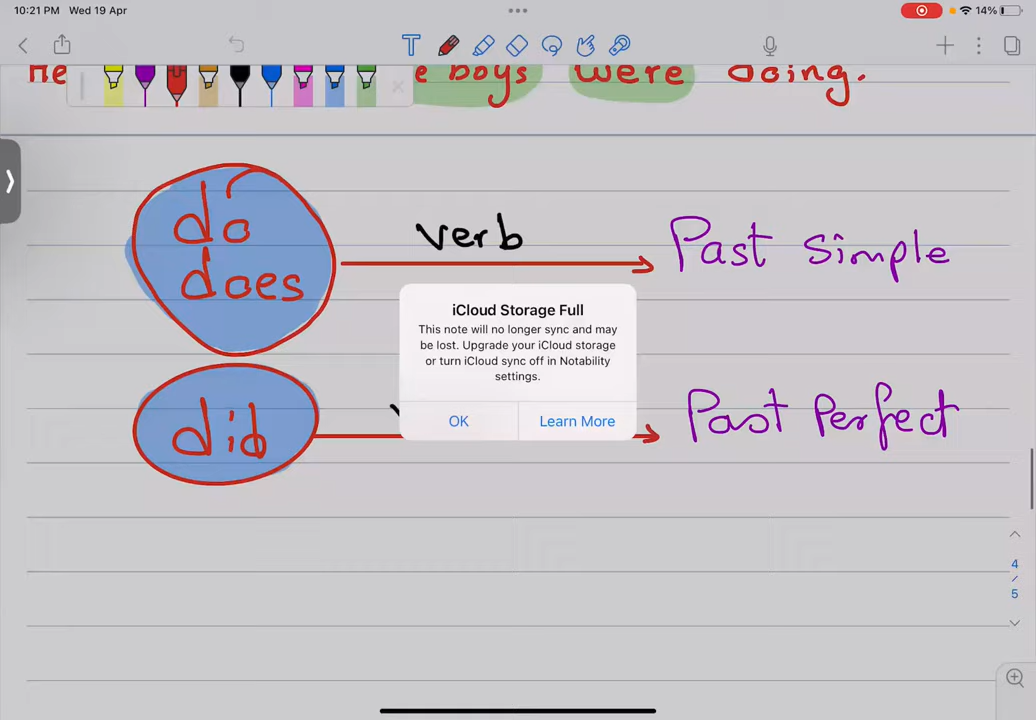 10:21 PM Wed 19 Apr
14%
He
e boys were doing.
do
does
verb
Past Simple
iCloud Storage Full
This note will no longer sync and may
be lost. Upgrade your iCloud storage
or turn iCloud sync off in Notability
settings.
OK
Learn More
did
Past Perfect
4
/
5